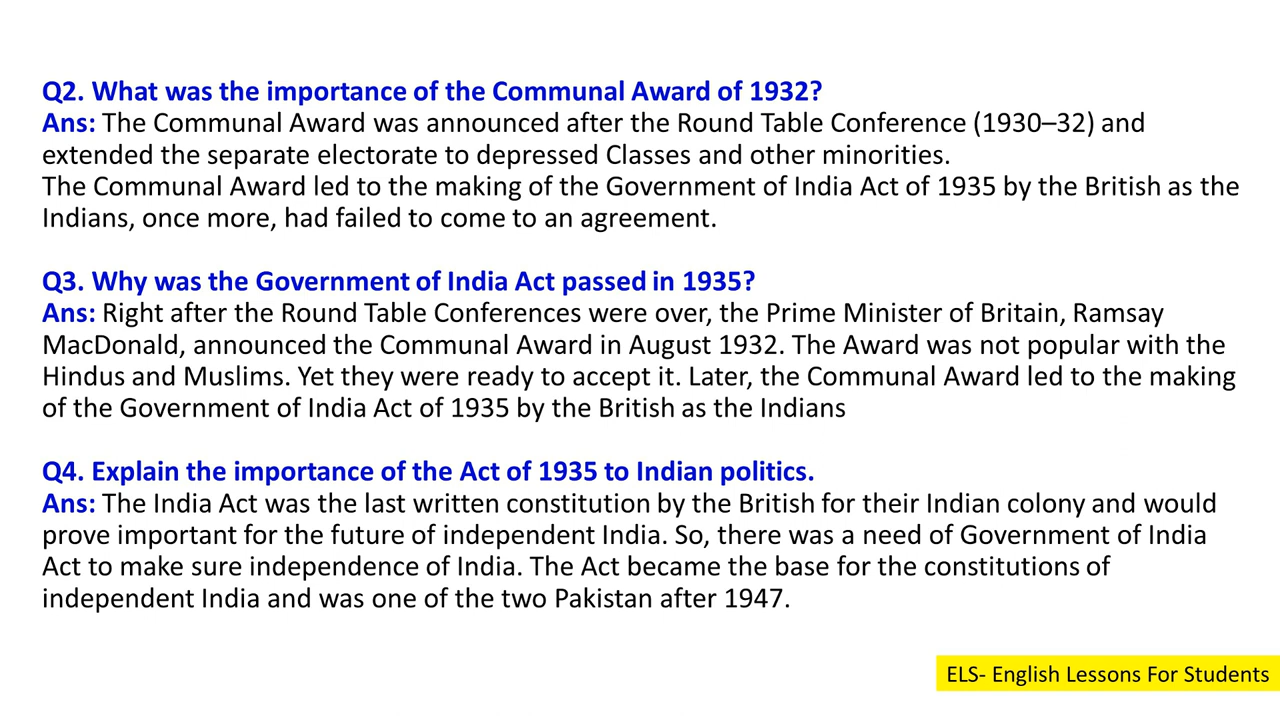 Q2. What was the importance of the Communal Award of 1932?
Ans: The Communal Award was announced after the Round Table Conference (1930–32) and
extended the separate electorate to depressed Classes and other minorities.
The Communal Award led to the making of the Government of India Act of 1935 by the British as the
Indians, once more, had failed to come to an agreement.
Q3. Why was the Government of India Act passed in 1935?
Ans: Right after the Round Table Conferences were over, the Prime Minister of Britain, Ramsay
MacDonald, announced the Communal Award in August 1932. The Award was not popular with the
Hindus and Muslims. Yet they were ready to accept it. Later, the Communal Award led to the making
of the Government of India Act of 1935 by the British as the Indians
Q4. Explain the importance of the Act of 1935 to Indian politics.
Ans: The India Act was the last written constitution by the British for their Indian colony and would
prove important for the future of independent India. So, there was a need of Government of India
Act to make sure independence of India. The Act became the base for the constitutions of
independent India and was one of the two Pakistan after 1947.
ELS- English Lessons For Students